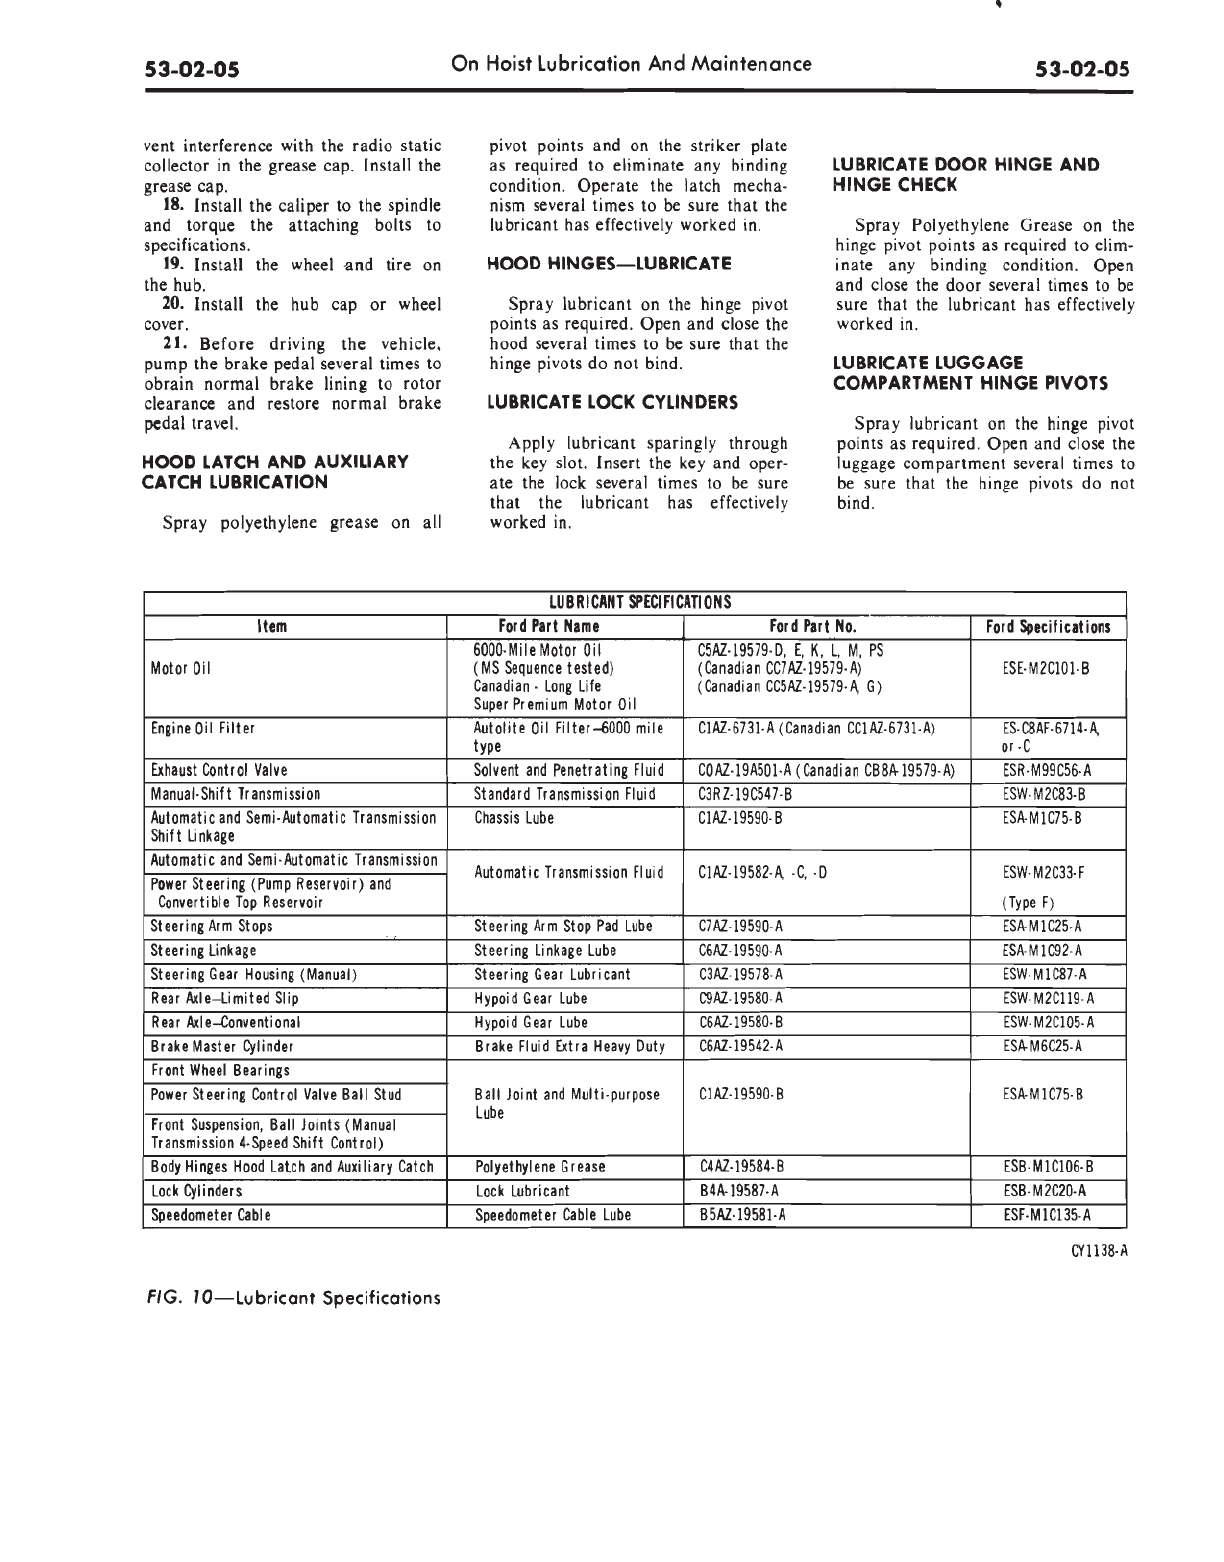 53-02-05
On Hoist Lubrication And Maintenance
53-02-05
vent interference with the radio static
collector in the grease cap. Install the
grease cap.
18. Install the caliper to the spindle
and torque the attaching bolts to
specifications.
19. Install the wheel and tire on
the hub.
20. Install the hub cap or wheel
cover.
21. Before driving the vehicle,
pump the brake pedal several times to
obrain normal brake lining to rotor
clearance and restore normal brake
pedal travel.
HOOD LATCH AND AUXILIARY
CATCH LUBRICATION
Spray polyethylene grease on all
pivot points and on the striker plate
as required to eliminate any binding
condition. Operate the latch mecha-
nism several times to be sure that the
lubricant has effectively worked in.
HOOD HINGES—LUBRICATE
Spray lubricant on the hinge pivot
points as required. Open and close the
hood several times to be sure that the
hinge pivots do not bind.
LUBRICATE LOCK CYLINDERS
Apply lubricant sparingly through
the key slot. Insert the key and oper-
ate the lock several times to be sure
that the lubricant has effectively
worked in.
LUBRICATE DOOR HINGE AND
HINGE CHECK
Spray Polyethylene Grease on the
hinge pivot points as required to elim-
inate any binding condition. Open
and close the door several times to be
sure that the lubricant has effectively
worked in.
LUBRICATE LUGGAGE
COMPARTMENT HINGE PIVOTS
Spray lubricant on the hinge pivot
points as required. Open and close the
luggage compartment several times to
be sure that the hinge pivots do not
bind.
LUBRICANT SPECIFICATIONS
Item Ford Part Name Ford Part No. Ford Specifications
Motor Oil
6000-Mile Motor Oil
(MS Sequence tested)
Canadian - Long Life
Super Premium Motor Oil
C5AZ-19579-D, E, K, L, M, PS
(Canadian CC7AZ-19579-A)
(Canadian CC5AZ-19579-A, G)
ESE-M2C101-B
Engine Oil Filter
Autolite Oil Filter—6000 mile
type
C1AZ-6731-A (Canadian CC1AZ-6731-A)
ES-C8AF-6714-A,
or -C
Exhaust Control Valve Solvent and Penetrating Fluid C0AZ-19A501-A (Canadian CB8A-19579-A) ESR-M99C56-A
Manual-Shift Transmission Standard Transmission Fluid C3RZ-19C547-B ESW-M2C83-B
Automatic and Semi-Automatic Transmission
Shift Linkage
Chassis Lube C1AZ-19590-B ESA-M1C75-B
Automatic and Semi-Automatic Transmission
Power Steering (Pump Reservoir) and
Convertible Top Reservoir
Automatic Transmission Fluid C1AZ-19582-A, -C, -D ESW-M2C33-F
(Type F)
Steering Arm Stops Steering Arm Stop Pad Lube C7AZ-19590-A ESA-M1C25-A
Steering Linkage Steering Linkage Lube C6AZ-19590-A ESA-M1C92-A
Steering Gear Housing (Manual) Steering Gear Lubricant C3AZ-19578-A ESW-M1C87-A
Rear Axle—Limited Slip Hypoid Gear Lube C9AZ-19580-A ESW-M2C119-A
Rear Axle—Conventional Hypoid Gear Lube C6AZ-19580-B ESW-M2C105-A
Brake Master Cylinder Brake Fluid Extra Heavy Duty C6AZ-19542-A ESA-M6C25-A
Front Wheel Bearings
Power Steering Control Valve Ball Stud
Front Suspension, Ball Joints (Manual
Transmission 4-Speed Shift Control)
Ball Joint and Multi-purpose
Lube
C1AZ-19590-B ESA-M1C75-B
Body Hinges Hood Latch and Auxiliary Catch Polyethylene Grease C4AZ-19584-B ESB-M1C106-B
Lock Cylinders Lock Lubricant B4A-19587-A ESB-M2C20-A
Speedometer Cable Speedometer Cable Lube B5AZ-19581-A ESF-M1C135-A
CY1138-A
FIG. 10—Lubricant Specifications